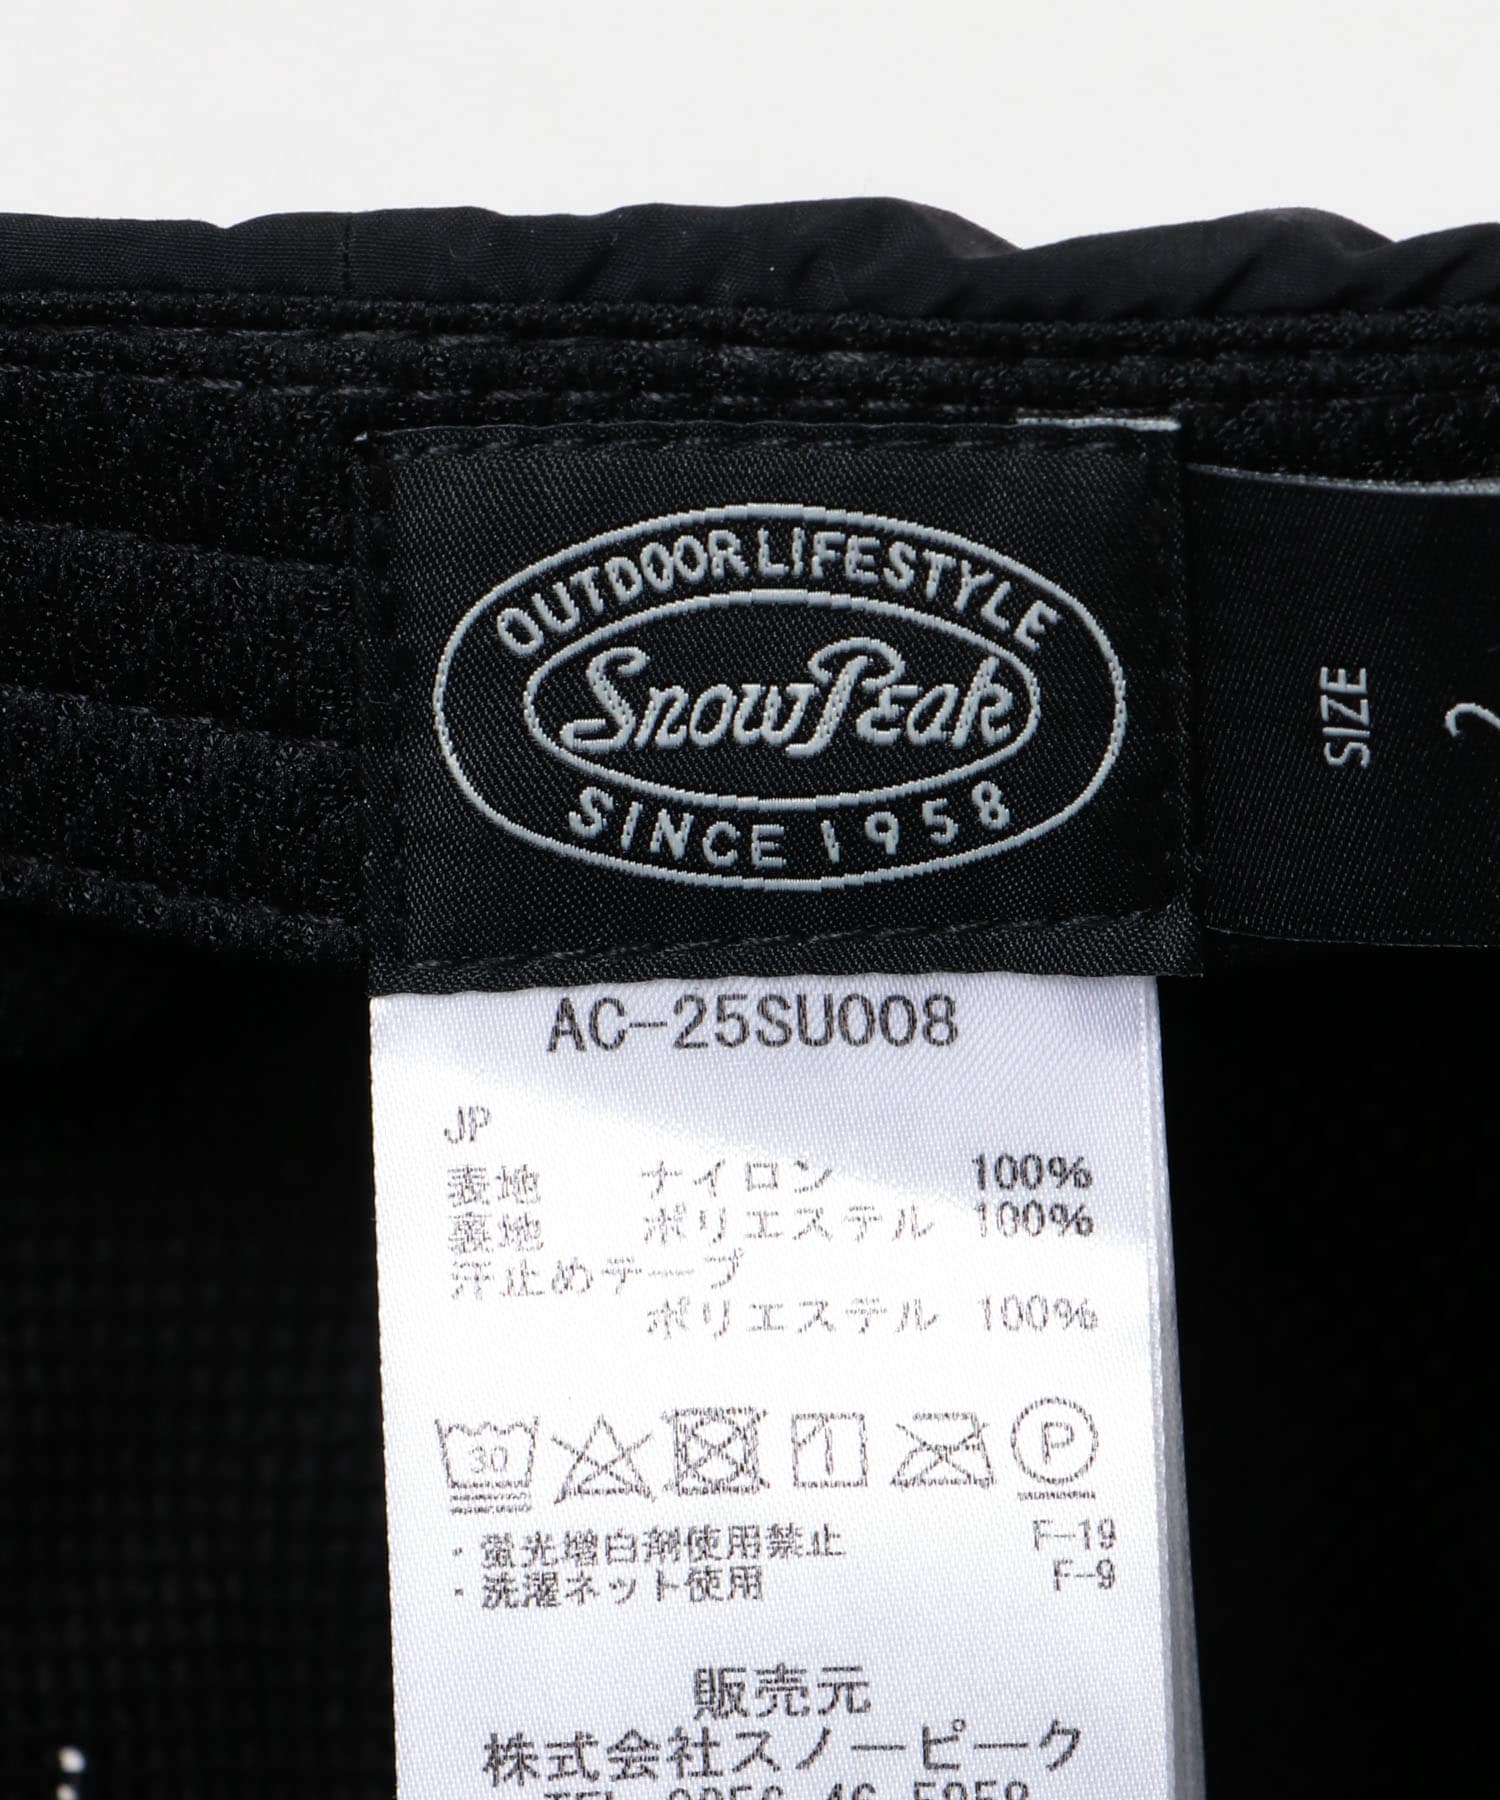 OUTDOOR LIFESTYLE
Snow Peak
SINCE 1958
SIZE
AC-25SU008
JP
表地 ナイロン 100%
裏地 ポリエステル 100%
汗止めテープ
ポリエステル 100%
30
P
・蛍光増白剤使用禁止 F-19
・洗濯ネット使用 F-9
販売元
株式会社スノーピーク